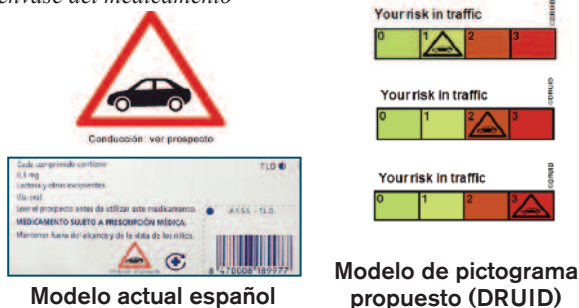 envase del medicamento
Conducción: ver prospecto
Cada comprimido contiene
0,5 mg
Lactosa y otros excipientes.
Vía oral.
Leer el prospecto antes de utilizar este medicamento.
MEDICAMENTO SUJETO A PRESCRIPCIÓN MÉDICA.
Mantener fuera del alcance y de la vista de los niños.
TLD
A.S.S.S. - T.L.D.
8 470006 189977
Modelo actual español
Your risk in traffic
0 1 2 3
©DRUID
Your risk in traffic
0 1 2 3
©DRUID
Your risk in traffic
0 1 2 3
©DRUID
Modelo de pictograma
propuesto (DRUID)